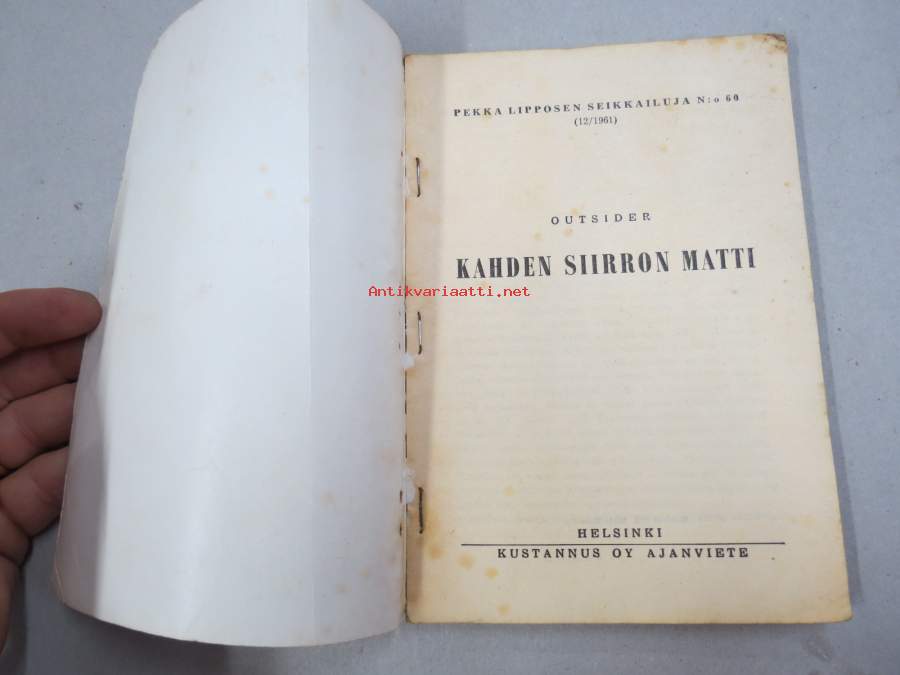 PEKKA LIPPOSEN SEIKKAILUJA N:o 60
(12/1961)
OUTSIDER
KAHDEN SIIRRON MATTI
Antikvariaatti.net
HELSINKI
KUSTANNUS OY AJANVIETE